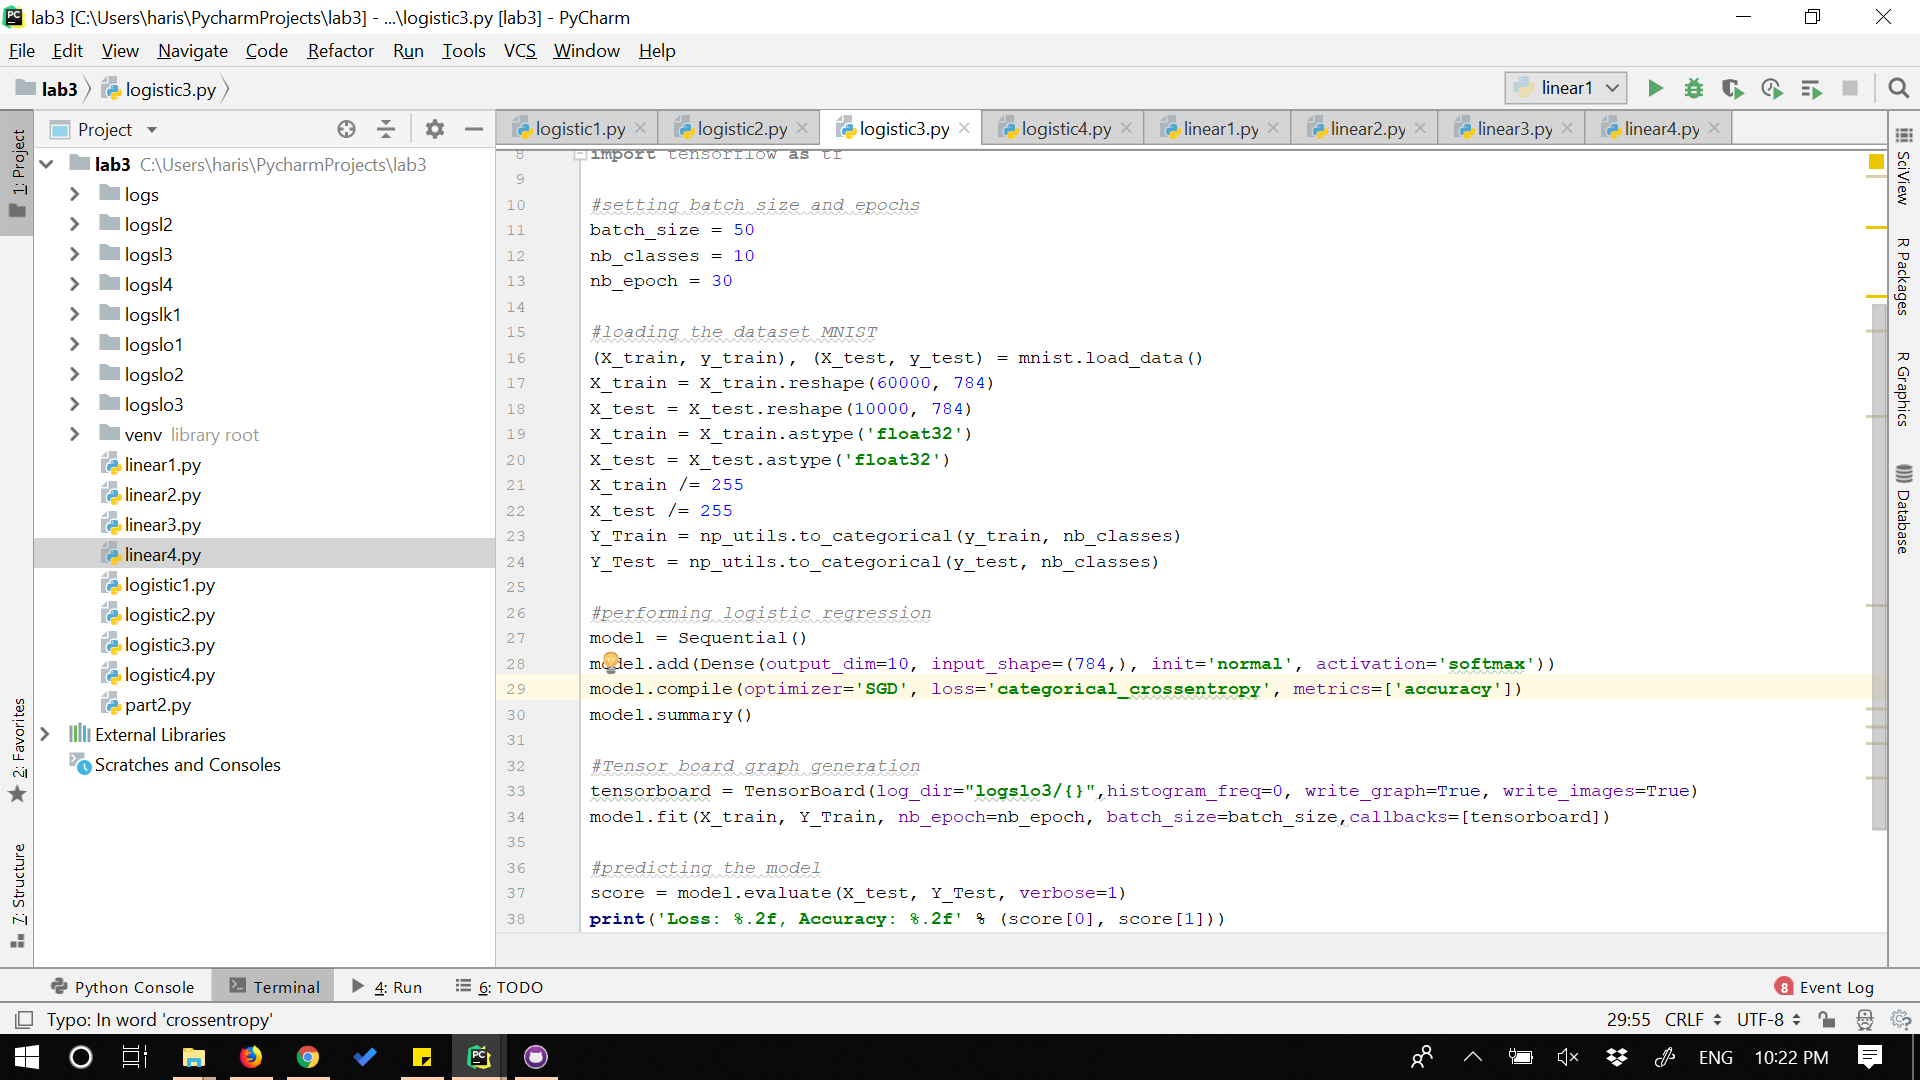 lab3 [C:\Users\haris\PycharmProjects\lab3] - ...\logistic3.py [lab3] - PyCharm
File Edit View Navigate Code Refactor Run Tools VCS Window Help
lab3 logistic3.py linear1
Project
logistic1.py logistic2.py logistic3.py logistic4.py linear1.py linear2.py linear3.py linear4.py
1: Project
2: Favorites
7: Structure
lab3 C:\Users\haris\PycharmProjects\lab3
logs
logsl2
logsl3
logsl4
logslk1
logslo1
logslo2
logslo3
venv library root
linear1.py
linear2.py
linear3.py
linear4.py
logistic1.py
logistic2.py
logistic3.py
logistic4.py
part2.py
External Libraries
Scratches and Consoles
8 import tensorflow as tf
9
10 #setting batch size and epochs
11 batch_size = 50
12 nb_classes = 10
13 nb_epoch = 30
14
15 #loading the dataset MNIST
16 (X_train, y_train), (X_test, y_test) = mnist.load_data()
17 X_train = X_train.reshape(60000, 784)
18 X_test = X_test.reshape(10000, 784)
19 X_train = X_train.astype('float32')
20 X_test = X_test.astype('float32')
21 X_train /= 255
22 X_test /= 255
23 Y_Train = np_utils.to_categorical(y_train, nb_classes)
24 Y_Test = np_utils.to_categorical(y_test, nb_classes)
25
26 #performing logistic regression
27 model = Sequential()
28 model.add(Dense(output_dim=10, input_shape=(784,), init='normal', activation='softmax'))
29 model.compile(optimizer='SGD', loss='categorical_crossentropy', metrics=['accuracy'])
30 model.summary()
31
32 #Tensor board graph generation
33 tensorboard = TensorBoard(log_dir="logslo3/{}",histogram_freq=0, write_graph=True, write_images=True)
34 model.fit(X_train, Y_Train, nb_epoch=nb_epoch, batch_size=batch_size,callbacks=[tensorboard])
35
36 #predicting the model
37 score = model.evaluate(X_test, Y_Test, verbose=1)
38 print('Loss: %.2f, Accuracy: %.2f' % (score[0], score[1]))
SciView
R Packages
R Graphics
Database
Python Console Terminal 4: Run 6: TODO 8 Event Log
Typo: In word 'crossentropy' 29:55 CRLF UTF-8
PC ENG 10:22 PM